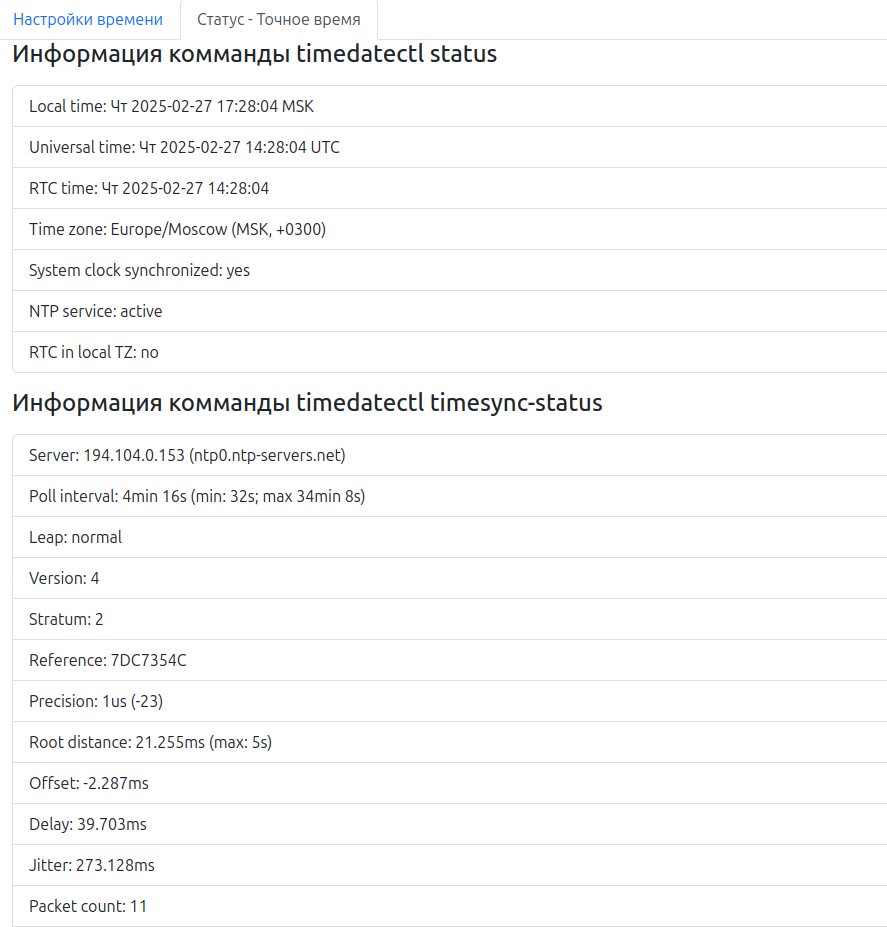 Настройки времени
Статус - Точное время
Информация комманды timedatectl status
Local time: Чт 2025-02-27 17:28:04 MSK
Universal time: Чт 2025-02-27 14:28:04 UTC
RTC time: Чт 2025-02-27 14:28:04
Time zone: Europe/Moscow (MSK, +0300)
System clock synchronized: yes
NTP service: active
RTC in local TZ: no
Информация комманды timedatectl timesync-status
Server: 194.104.0.153 (ntp0.ntp-servers.net)
Poll interval: 4min 16s (min: 32s; max 34min 8s)
Leap: normal
Version: 4
Stratum: 2
Reference: 7DC7354C
Precision: 1us (-23)
Root distance: 21.255ms (max: 5s)
Offset: -2.287ms
Delay: 39.703ms
Jitter: 273.128ms
Packet count: 11